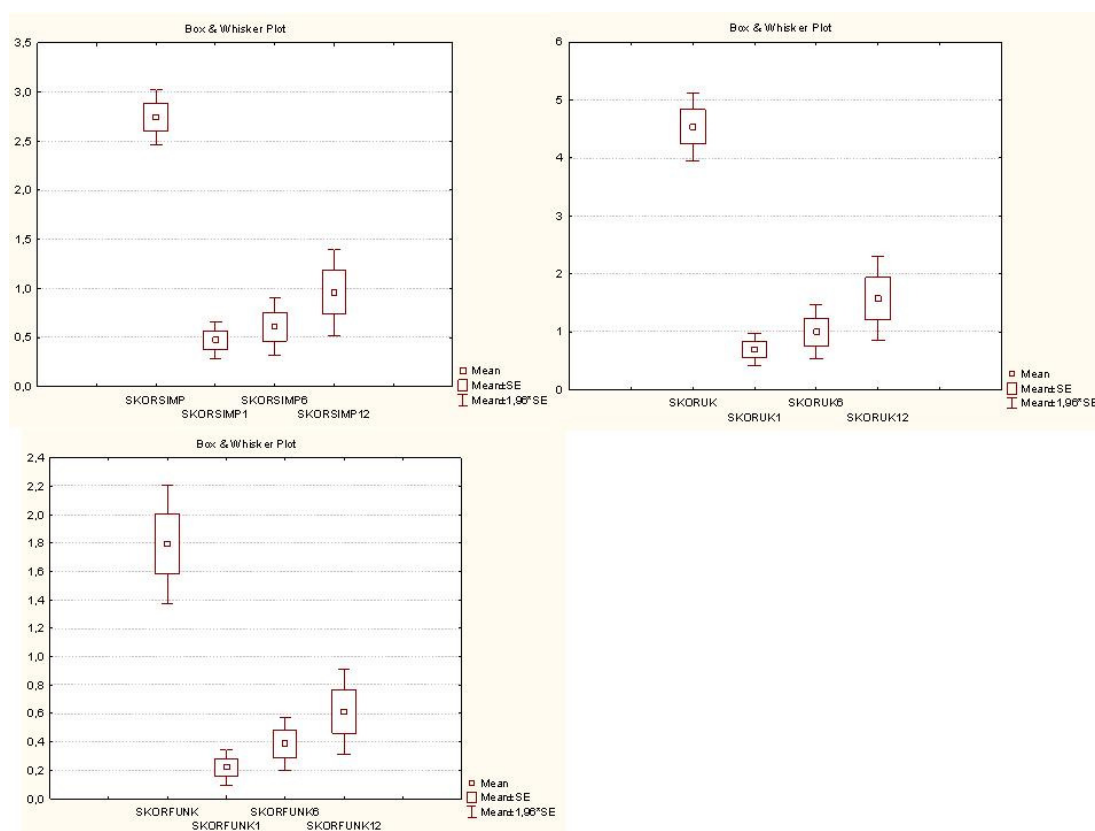 Box & Whisker Plot
3,5
3,0
2,5
2,0
1,5
1,0
0,5
0,0
SKORSIMP
SKORSIMP1
SKORSIMP6
SKORSIMP12
Mean
Mean±SE
Mean±1,96*SE
Box & Whisker Plot
6
5
4
3
2
1
0
SKORUK
SKORUK1
SKORUK6
SKORUK12
Mean
Mean±SE
Mean±1,96*SE
Box & Whisker Plot
2,4
2,2
2,0
1,8
1,6
1,4
1,2
1,0
0,8
0,6
0,4
0,2
0,0
SKORFUNK
SKORFUNK1
SKORFUNK6
SKORFUNK12
Mean
Mean±SE
Mean±1,96*SE